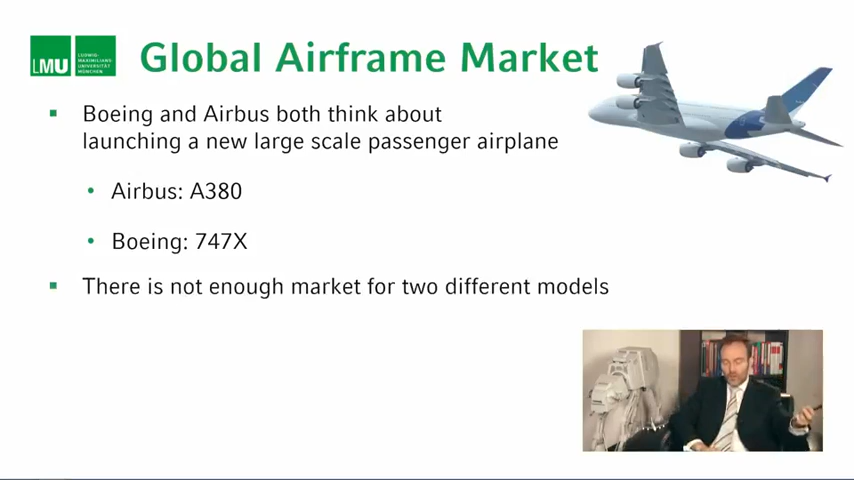 LMU
LUDWIG-
MAXIMILIANS-
UNIVERSITÄT
MÜNCHEN
Global Airframe Market
Boeing and Airbus both think about
launching a new large scale passenger airplane
Airbus: A380
Boeing: 747X
There is not enough market for two different models